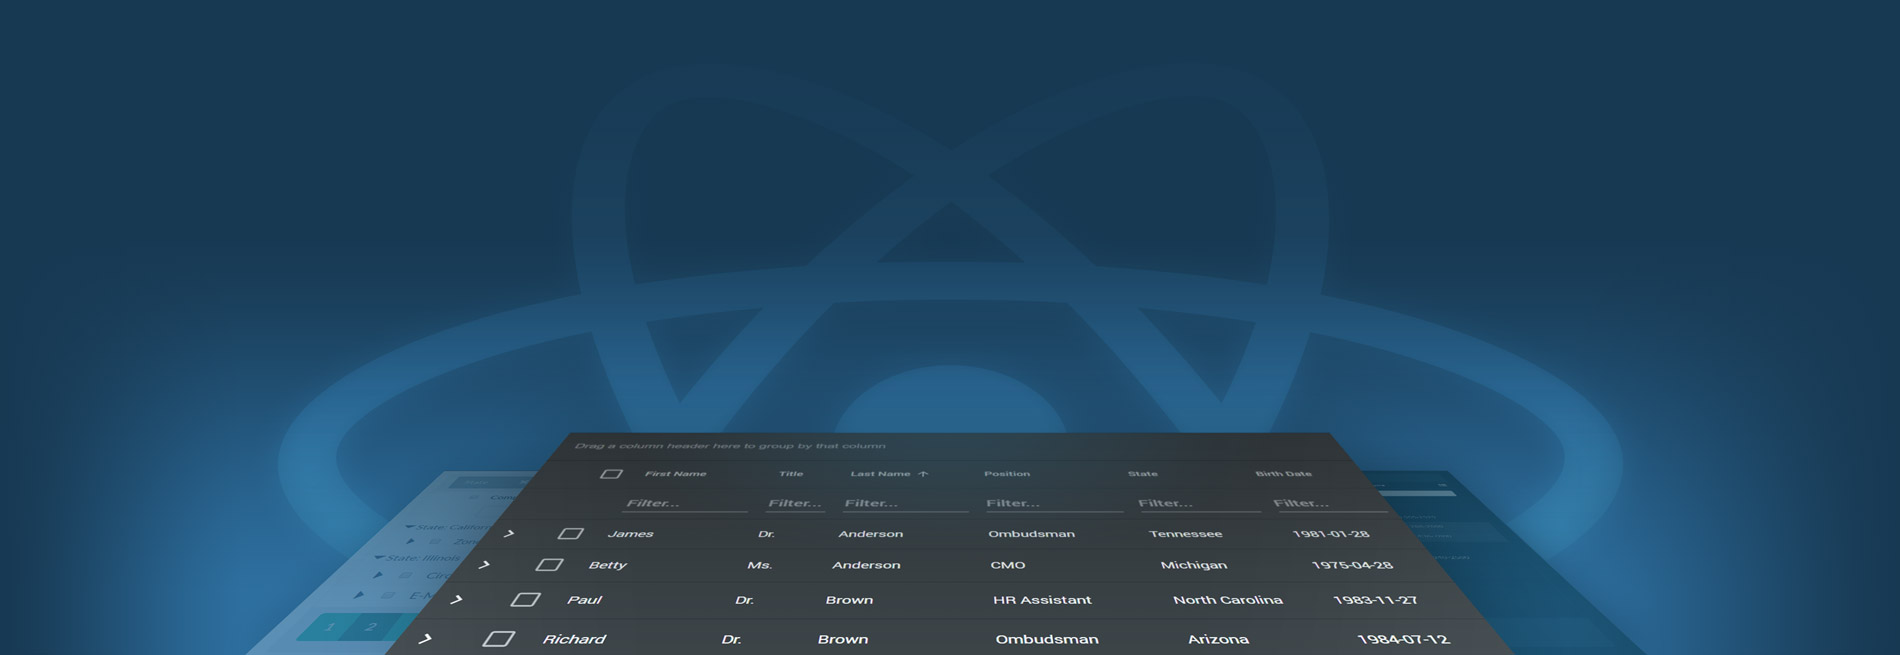 Drag a column header here to group by that column
First Name Title Last Name ↑ Position State Birth Date
Filter... Filter... Filter... Filter... Filter... Filter...
James Dr. Anderson Ombudsman Tennessee 1981-01-28
Betty Ms. Anderson CMO Michigan 1975-04-28
Paul Dr. Brown HR Assistant North Carolina 1983-11-27
Richard Dr. Brown Ombudsman Arizona 1984-07-12
State: Californ
State: Illinois
E-M
1 2